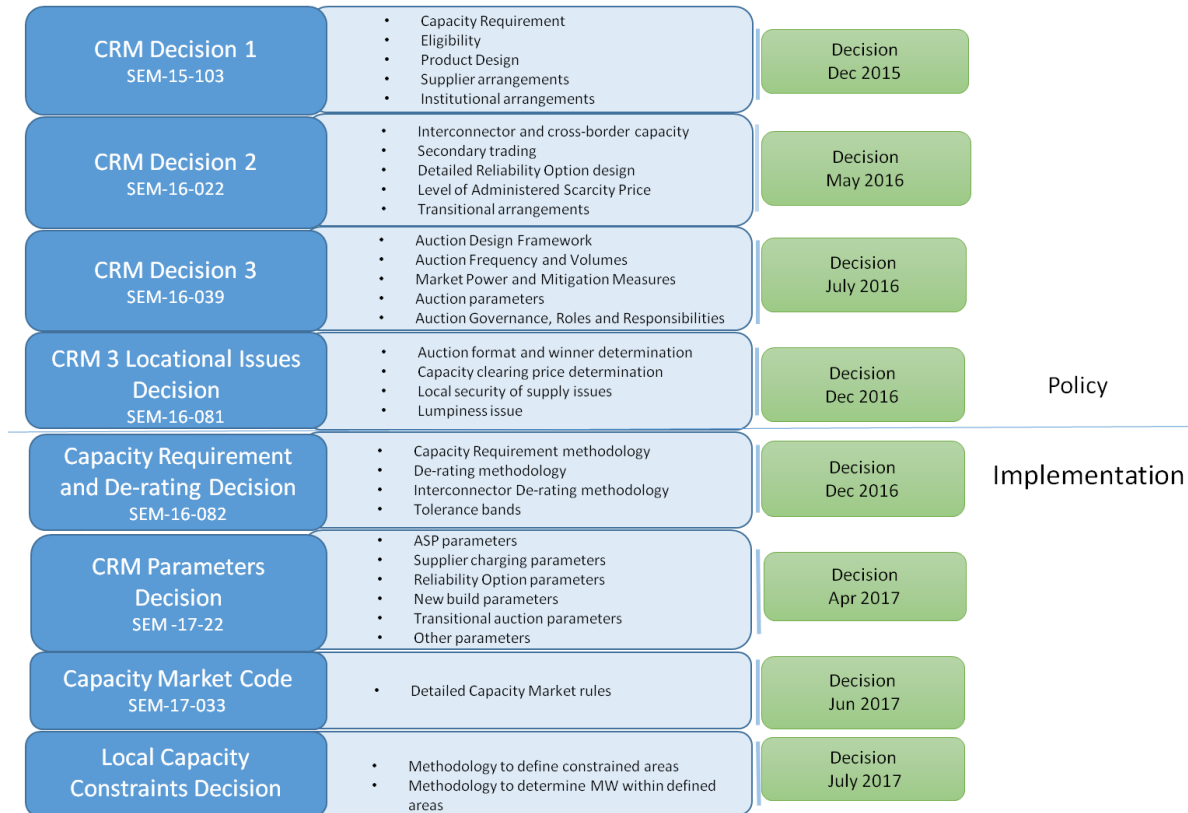 CRM Decision 1
SEM-15-103
• Capacity Requirement
• Eligibility
• Product Design
• Supplier arrangements
• Institutional arrangements
Decision
Dec 2015
CRM Decision 2
SEM-16-022
• Interconnector and cross-border capacity
• Secondary trading
• Detailed Reliability Option design
• Level of Administered Scarcity Price
• Transitional arrangements
Decision
May 2016
CRM Decision 3
SEM-16-039
• Auction Design Framework
• Auction Frequency and Volumes
• Market Power and Mitigation Measures
• Auction parameters
• Auction Governance, Roles and Responsibilities
Decision
July 2016
CRM 3 Locational Issues
Decision
SEM-16-081
• Auction format and winner determination
• Capacity clearing price determination
• Local security of supply issues
• Lumpiness issue
Decision
Dec 2016
Policy
Capacity Requirement
and De-rating Decision
SEM-16-082
• Capacity Requirement methodology
• De-rating methodology
• Interconnector De-rating methodology
• Tolerance bands
Decision
Dec 2016
Implementation
CRM Parameters
Decision
SEM -17-22
• ASP parameters
• Supplier charging parameters
• Reliability Option parameters
• New build parameters
• Transitional auction parameters
• Other parameters
Decision
Apr 2017
Capacity Market Code
SEM-17-033
• Detailed Capacity Market rules
Decision
Jun 2017
Local Capacity
Constraints Decision
• Methodology to define constrained areas
• Methodology to determine MW within defined
areas
Decision
July 2017